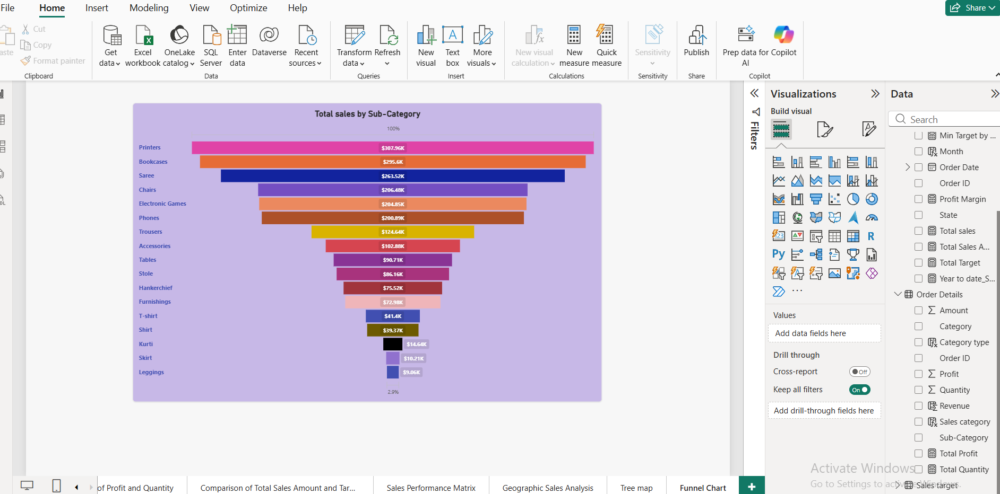 File
Home
Insert
Modeling
View
Optimize
Help
Share
Cut
Copy
Format painter
Get data
Excel workbook
OneLake catalog
SQL Server
Enter data
Dataverse
Recent sources
Transform data
Refresh
New visual
Text box
More visuals
New visual calculation
New measure
Quick measure
Sensitivity
Publish
Prep data for AI
Copilot
Clipboard
Data
Queries
Insert
Calculations
Sensitivity
Share
Copilot
Total sales by Sub-Category
100%
Printers $307.96K
Bookcases $295.6K
Saree $263.52K
Chairs $206.48K
Electronic Games $204.85K
Phones $200.89K
Trousers $124.64K
Accessories $102.88K
Tables $90.71K
Stole $86.16K
Hankerchief $75.52K
Furnishings $72.98K
T-shirt $41.4K
Shirt $39.37K
Kurti $14.64K
Skirt $10.21K
Leggings $9.06K
2.9%
Filters
Visualizations
Build visual
123
R
Py
Values
Add data fields here
Drill through
Cross-report
Off
Keep all filters
On
Add drill-through fields here
Data
Search
Min Target by ...
Month
Order Date
Order ID
Profit Margin
State
Total sales
Total Sales A...
Total Target
Year to date_S...
Order Details
Amount
Category
Category type
Order ID
Profit
Quantity
Revenue
Sales category
Sub-Category
Total Profit
Total Quantity
Sales target
Activate Windows
Go to Settings to activate Windows.
of Profit and Quantity
Comparison of Total Sales Amount and Tar...
Sales Performance Matrix
Geographic Sales Analysis
Tree map
Funnel Chart